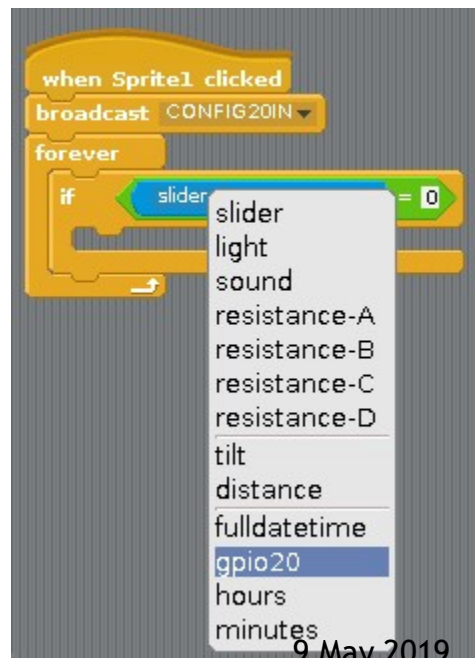 when Sprite1 clicked
broadcast CONFIG20IN
forever
if slider = 0
slider
light
sound
resistance-A
resistance-B
resistance-C
resistance-D
tilt
distance
fulldatetime
gpio20
hours
minutes
9 May 2019